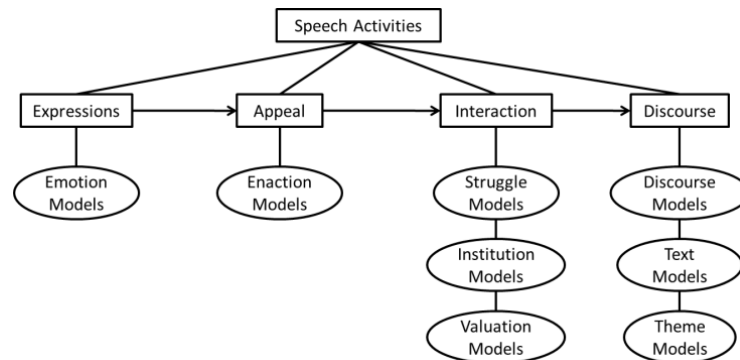 Speech Activities
Expressions
Appeal
Interaction
Discourse
Emotion
Models
Enaction
Models
Struggle
Models
Discourse
Models
Institution
Models
Text
Models
Valuation
Models
Theme
Models